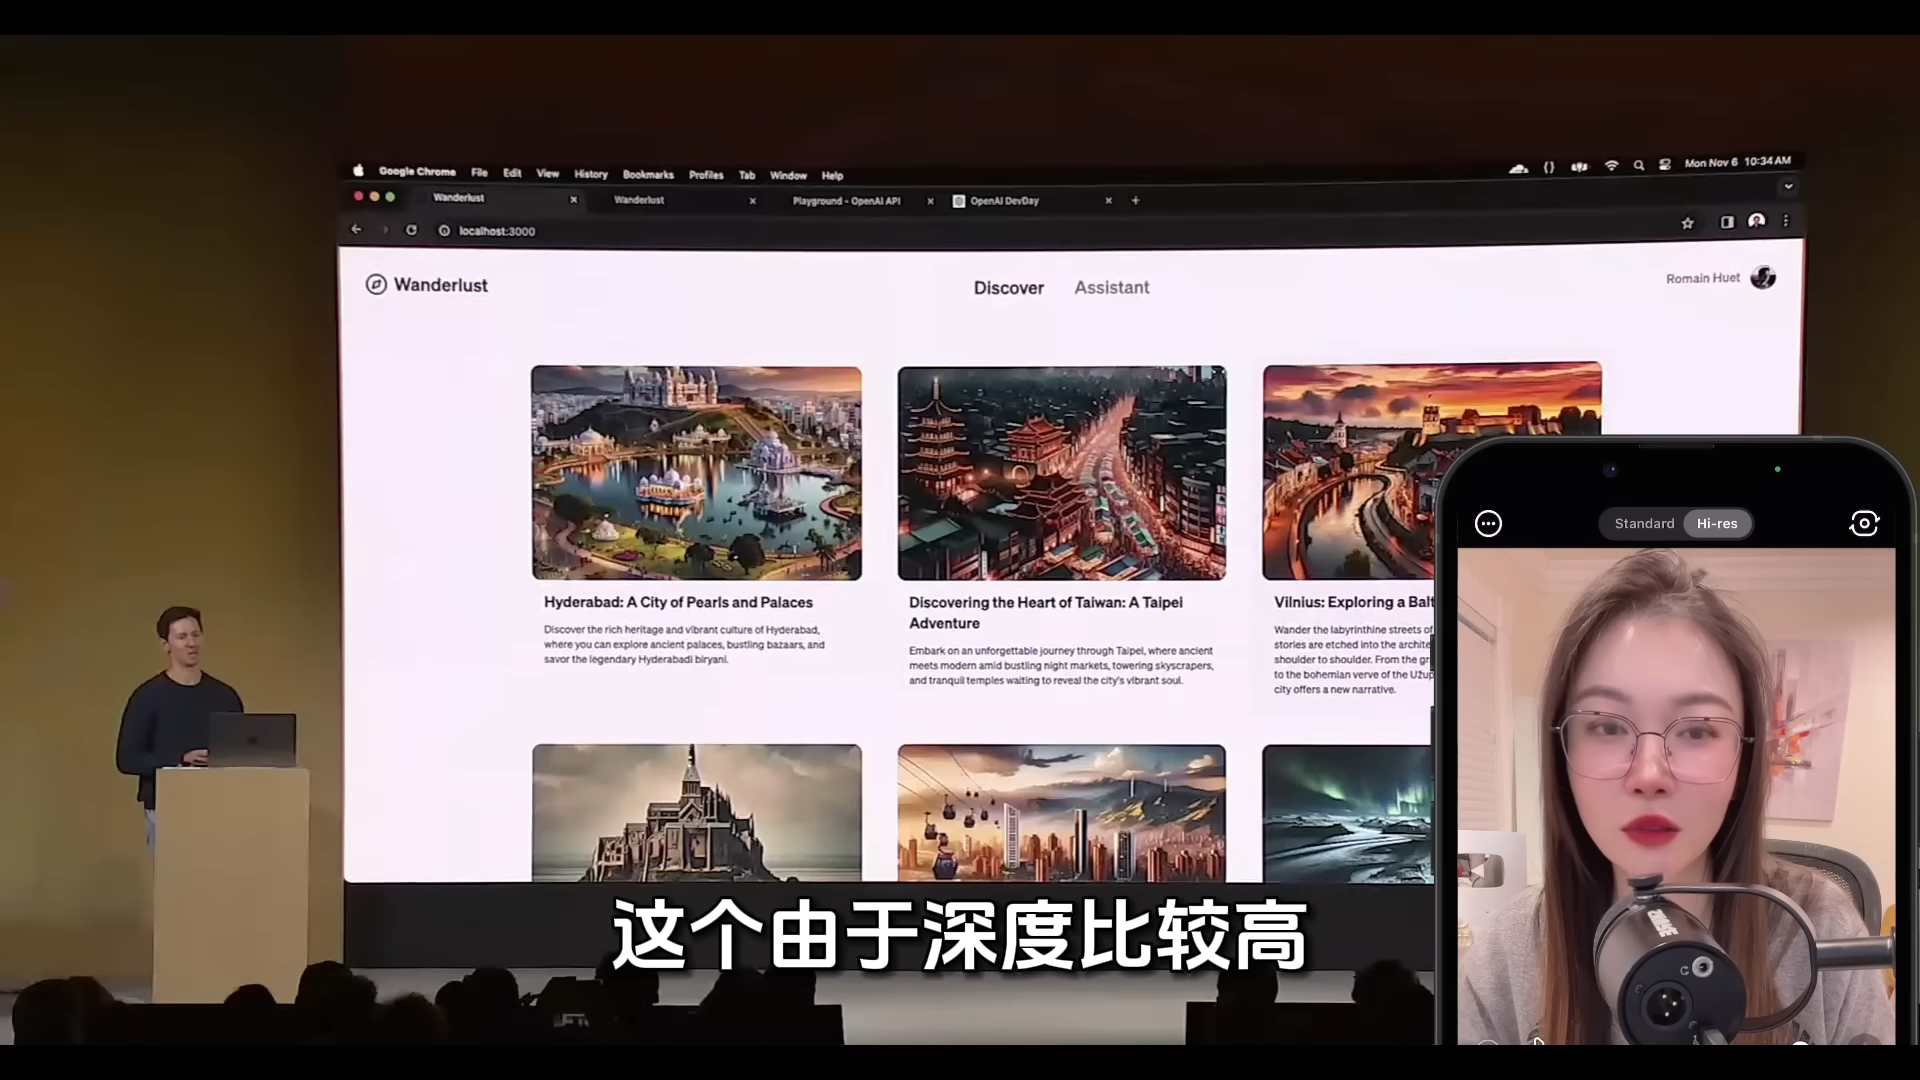 Google Chrome File Edit View History Bookmarks Profiles Tab Window Help
Mon Nov 6 10:34 AM
Wanderlust
Wanderlust
Playground - OpenAI API
OpenAI DevDay
localhost:3000
Wanderlust
Discover
Assistant
Romain Huet
Hyderabad: A City of Pearls and Palaces
Discover the rich heritage and vibrant culture of Hyderabad,
where you can explore ancient palaces, bustling bazaars, and
savor the legendary Hyderabadi biryani.
Discovering the Heart of Taiwan: A Taipei
Adventure
Embark on an unforgettable journey through Taipei, where ancient
meets modern amid bustling night markets, towering skyscrapers,
and tranquil temples waiting to reveal the city's vibrant soul.
Vilnius: Exploring a Balt
Wander the labyrinthine streets of
stories are etched into the archite
shoulder to shoulder. From the gr
to the bohemian verve of the Užup
city offers a new narrative.
Standard
Hi-res
这个由于深度比较高